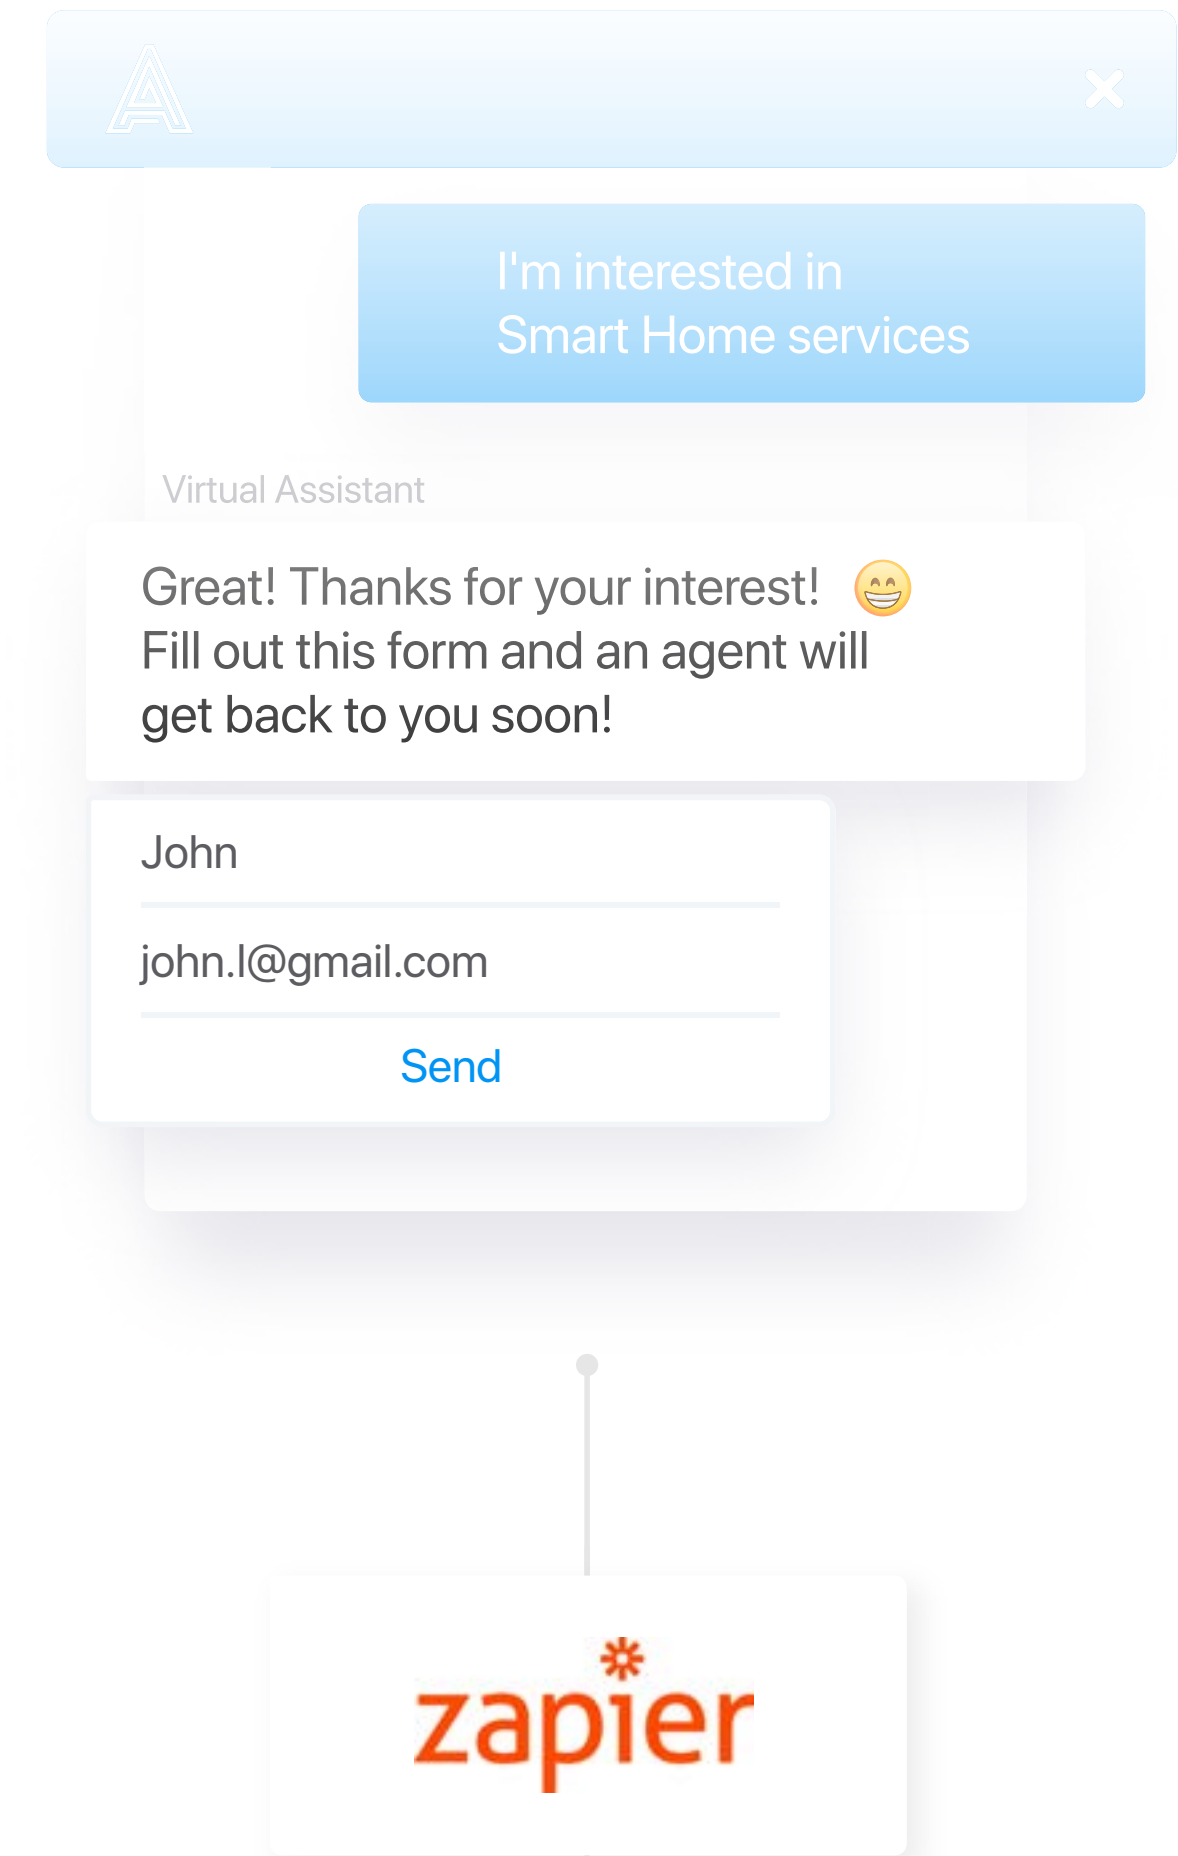 A
I'm interested in
Smart Home services
Virtual Assistant
Great! Thanks for your interest! 😁
Fill out this form and an agent will
get back to you soon!
John
john.l@gmail.com
Send
zapier